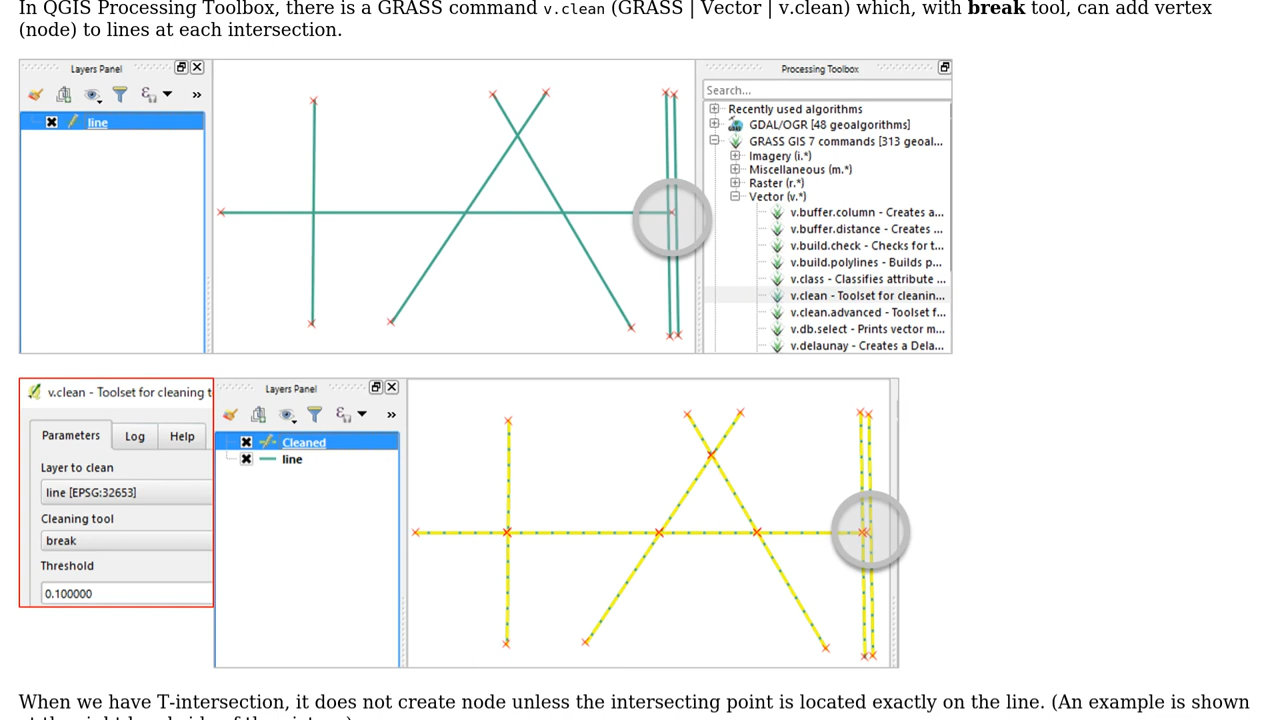 In QGIS Processing Toolbox, there is a GRASS command v.clean (GRASS | Vector | v.clean) which, with break tool, can add vertex
(node) to lines at each intersection.
Layers Panel
line
Processing Toolbox
Search...
Recently used algorithms
GDAL/OGR [48 geoalgorithms]
GRASS GIS 7 commands [313 geoal...
Imagery (i.*)
Miscellaneous (m.*)
Raster (r.*)
Vector (v.*)
v.buffer.column - Creates a...
v.buffer.distance - Creates ...
v.build.check - Checks for t...
v.build.polylines - Builds p...
v.class - Classifies attribute ...
v.clean - Toolset for cleanin...
v.clean.advanced - Toolset f...
v.db.select - Prints vector m...
v.delaunay - Creates a Dela...
v.clean - Toolset for cleaning t
Parameters
Log
Help
Layer to clean
line [EPSG:32653]
Cleaning tool
break
Threshold
0.100000
Layers Panel
Cleaned
line
When we have T-intersection, it does not create node unless the intersecting point is located exactly on the line. (An example is shown